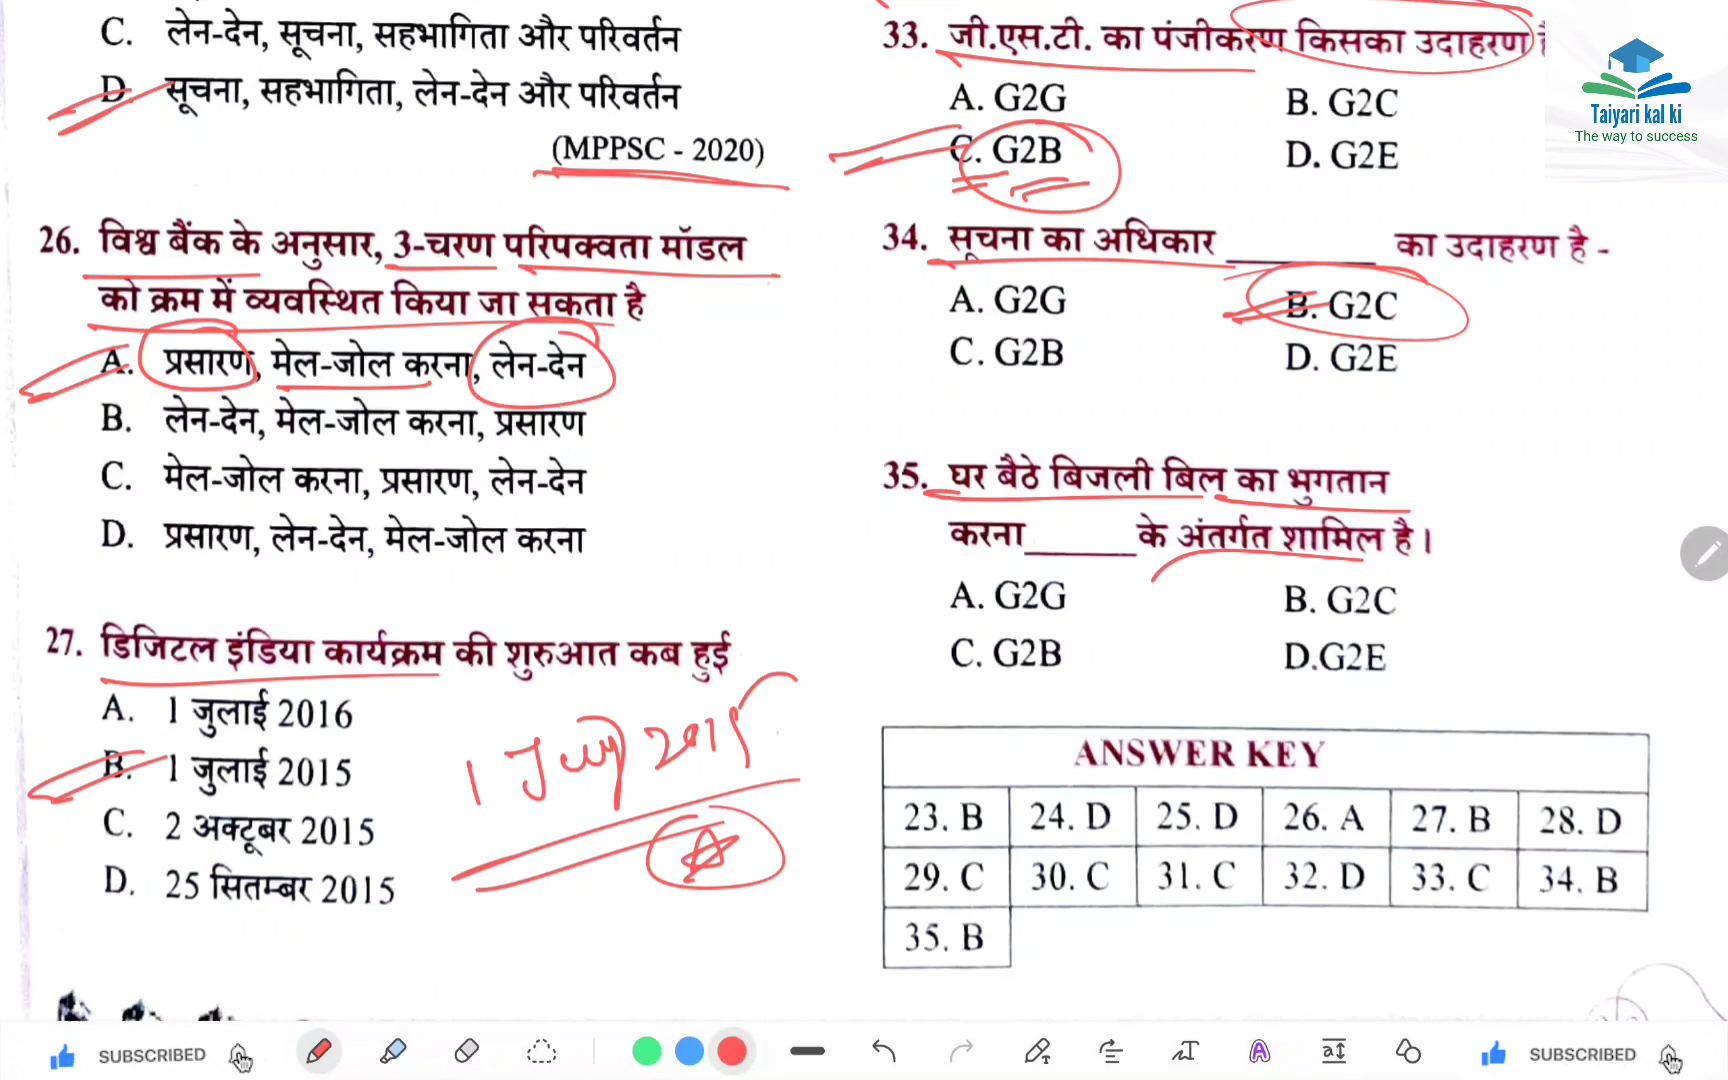 C. लेन-देन, सूचना, सहभागिता और परिवर्तन
D. सूचना, सहभागिता, लेन-देन और परिवर्तन
(MPPSC - 2020)
26. विश्व बैंक के अनुसार, 3-चरण परिपक्वता मॉडल
को क्रम में व्यवस्थित किया जा सकता है
A. प्रसारण, मेल-जोल करना, लेन-देन
B. लेन-देन, मेल-जोल करना, प्रसारण
C. मेल-जोल करना, प्रसारण, लेन-देन
D. प्रसारण, लेन-देन, मेल-जोल करना
27. डिजिटल इंडिया कार्यक्रम की शुरुआत कब हुई
A. 1 जुलाई 2016
B. 1 जुलाई 2015
C. 2 अक्टूबर 2015
D. 25 सितम्बर 2015
1 July 2015
33. जी.एस.टी. का पंजीकरण किसका उदाहरण
A. G2G B. G2C
C. G2B D. G2E
34. सूचना का अधिकार ________ का उदाहरण है -
A. G2G B. G2C
C. G2B D. G2E
35. घर बैठे बिजली बिल का भुगतान
करना______के अंतर्गत शामिल है।
A. G2G B. G2C
C. G2B D.G2E
ANSWER KEY
23. B 24. D 25. D 26. A 27. B 28. D
29. C 30. C 31. C 32. D 33. C 34. B
35. B
Taiyari kal ki
The way to success
SUBSCRIBED
SUBSCRIBED